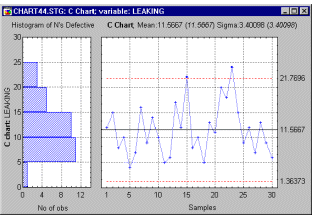 CHART4.STG: C Chart; variable: LEAKING
Histogram of N's Defective
C Chart, Mean:11.5667 (11.5667) Sigma:3.40098 (3.40098)
30
25
20
15
10
5
0
C chart: LEAKING
0 4 8 12
No of obs
21.7696
11.5667
1.36373
1 5 10 15 20 25 30
Samples